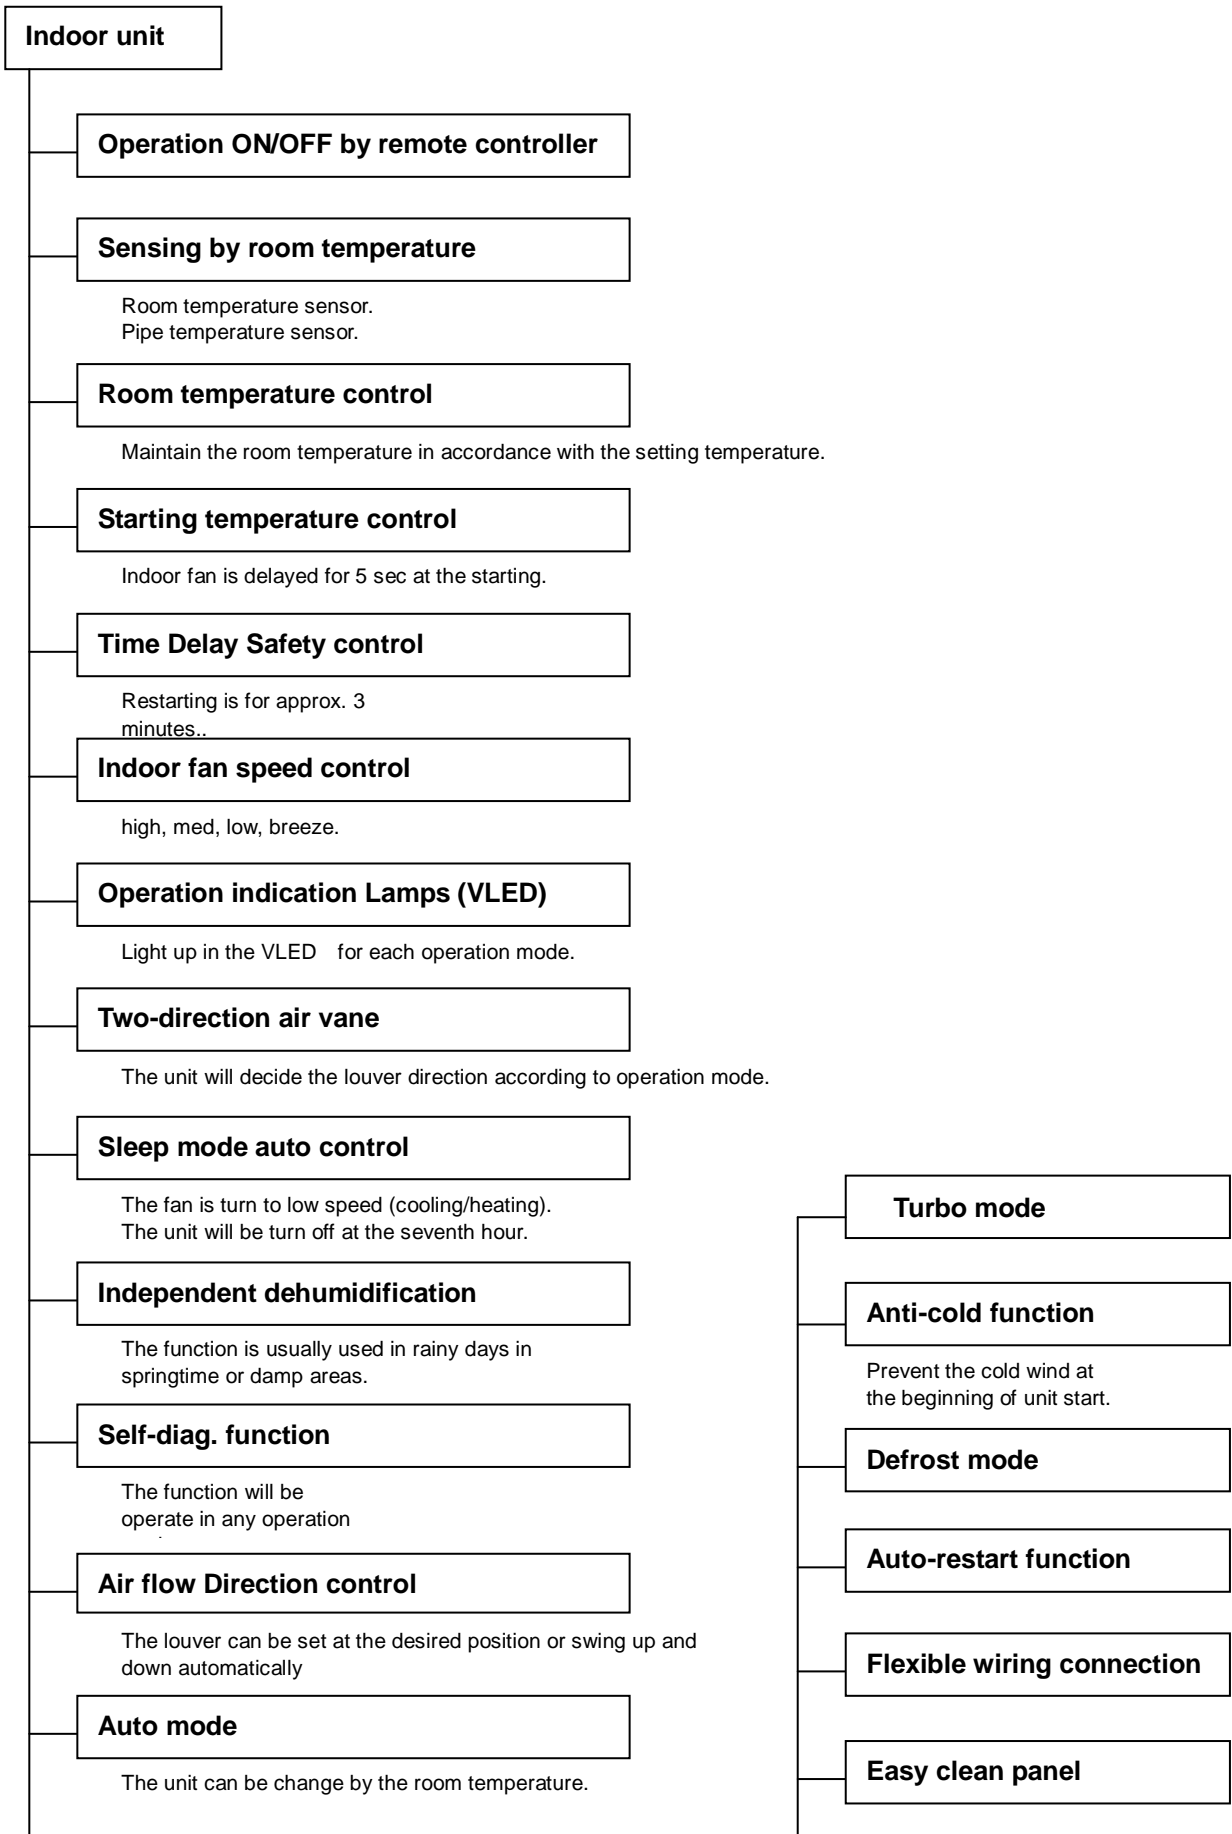 Indoor unit
Operation ON/OFF by remote controller
Sensing by room temperature
Room temperature sensor.
Pipe temperature sensor.
Room temperature control
Maintain the room temperature in accordance with the setting temperature.
Starting temperature control
Indoor fan is delayed for 5 sec at the starting.
Time Delay Safety control
Restarting is for approx. 3
minutes..
Indoor fan speed control
high, med, low, breeze.
Operation indication Lamps (VLED)
Light up in the VLED for each operation mode.
Two-direction air vane
The unit will decide the louver direction according to operation mode.
Sleep mode auto control
The fan is turn to low speed (cooling/heating).
The unit will be turn off at the seventh hour.
Independent dehumidification
The function is usually used in rainy days in
springtime or damp areas.
Self-diag. function
The function will be
operate in any operation
Air flow Direction control
The louver can be set at the desired position or swing up and
down automatically
Auto mode
The unit can be change by the room temperature.
Turbo mode
Anti-cold function
Prevent the cold wind at
the beginning of unit start.
Defrost mode
Auto-restart function
Flexible wiring connection
Easy clean panel